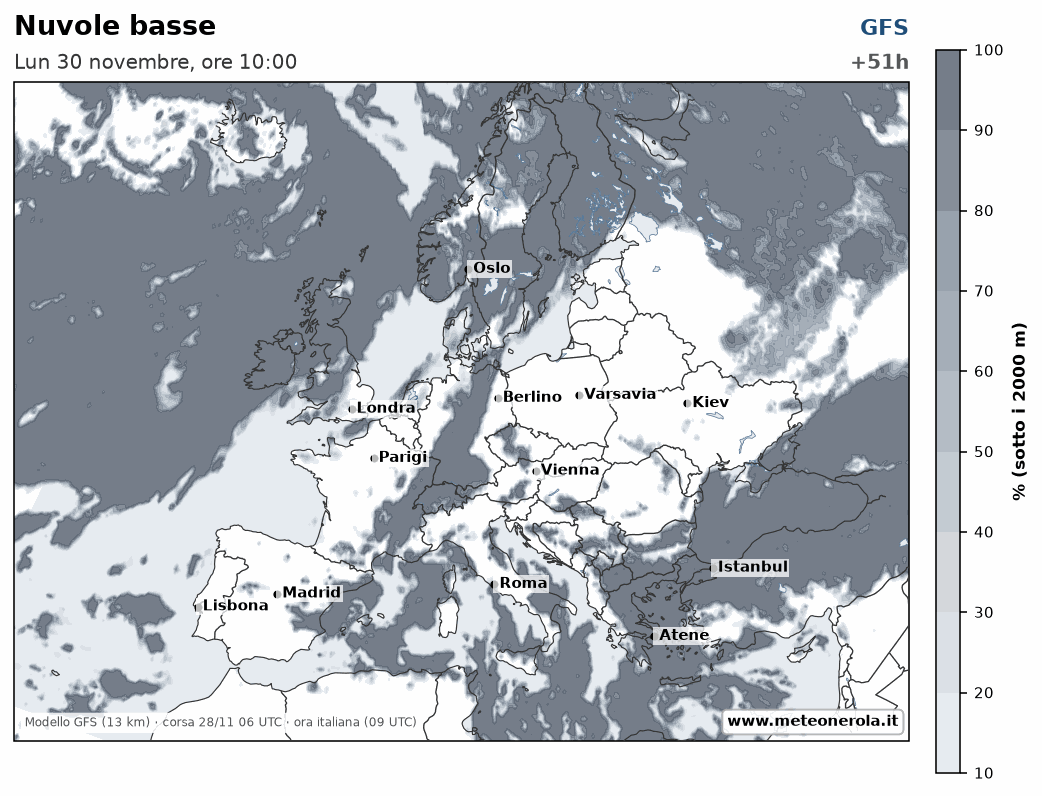 Nuvole basse
GFS
Lun 30 novembre, ore 10:00
+51h
100
90
80
70
60
50
40
30
20
10
% (sotto i 2000 m)
Oslo
Londra
Berlino
Varsavia
Kiev
Parigi
Vienna
Istanbul
Roma
Madrid
Lisbona
Atene
Modello GFS (13 km) · corsa 28/11 06 UTC · ora italiana (09 UTC)
www.meteonerola.it